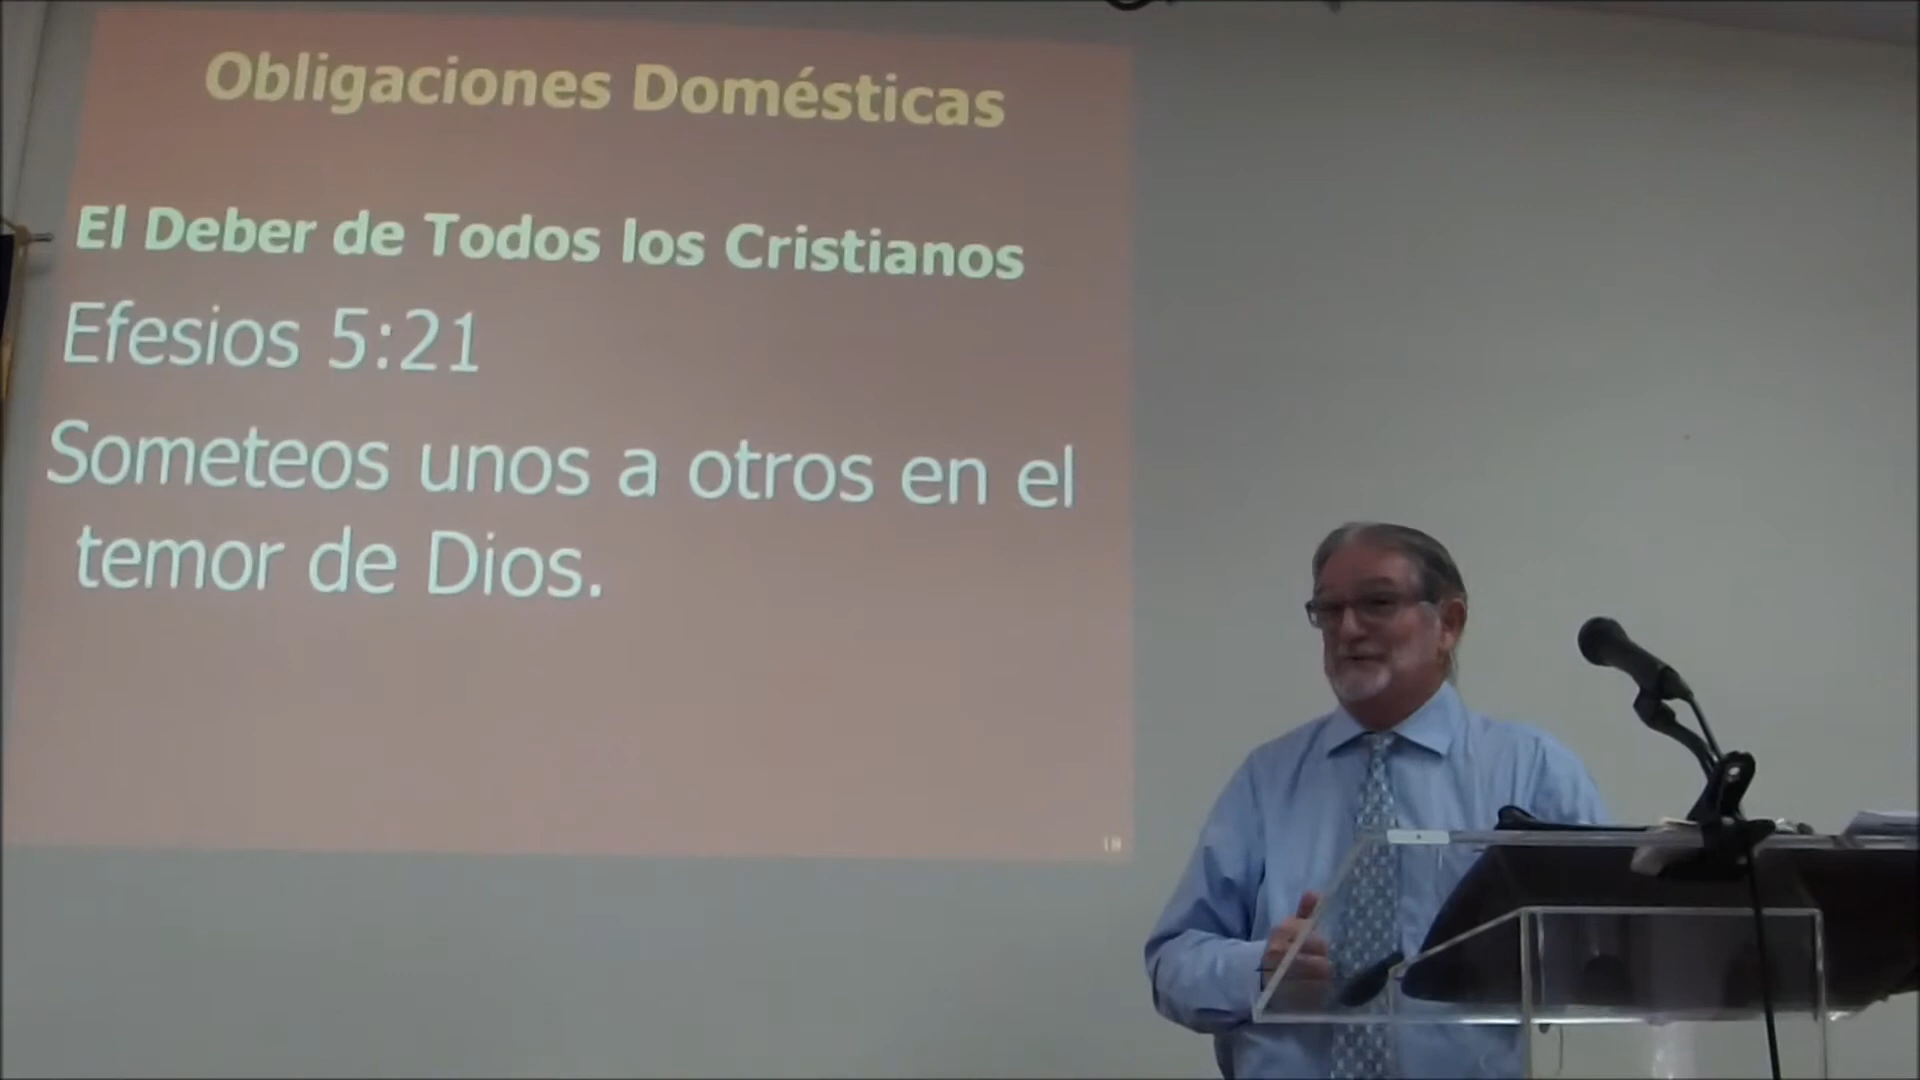 Obligaciones Domésticas
El Deber de Todos los Cristianos
Efesios 5:21
Someteos unos a otros en el
temor de Dios.
18